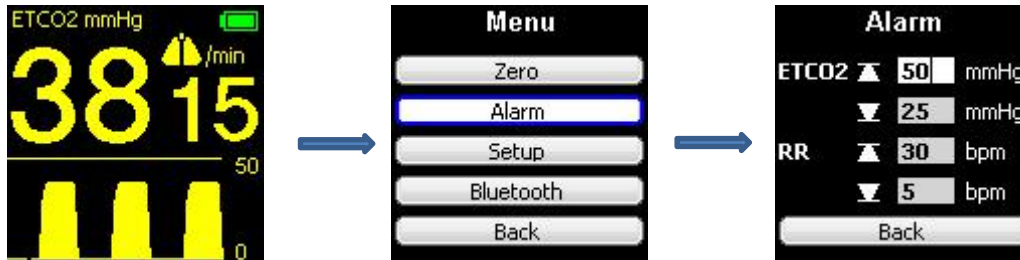 ETCO2 mmHg
38 /min
15
50
0
Menu
Zero
Alarm
Setup
Bluetooth
Back
Alarm
ETCO2 50 mmHg
25 mmHg
RR 30 bpm
5 bpm
Back